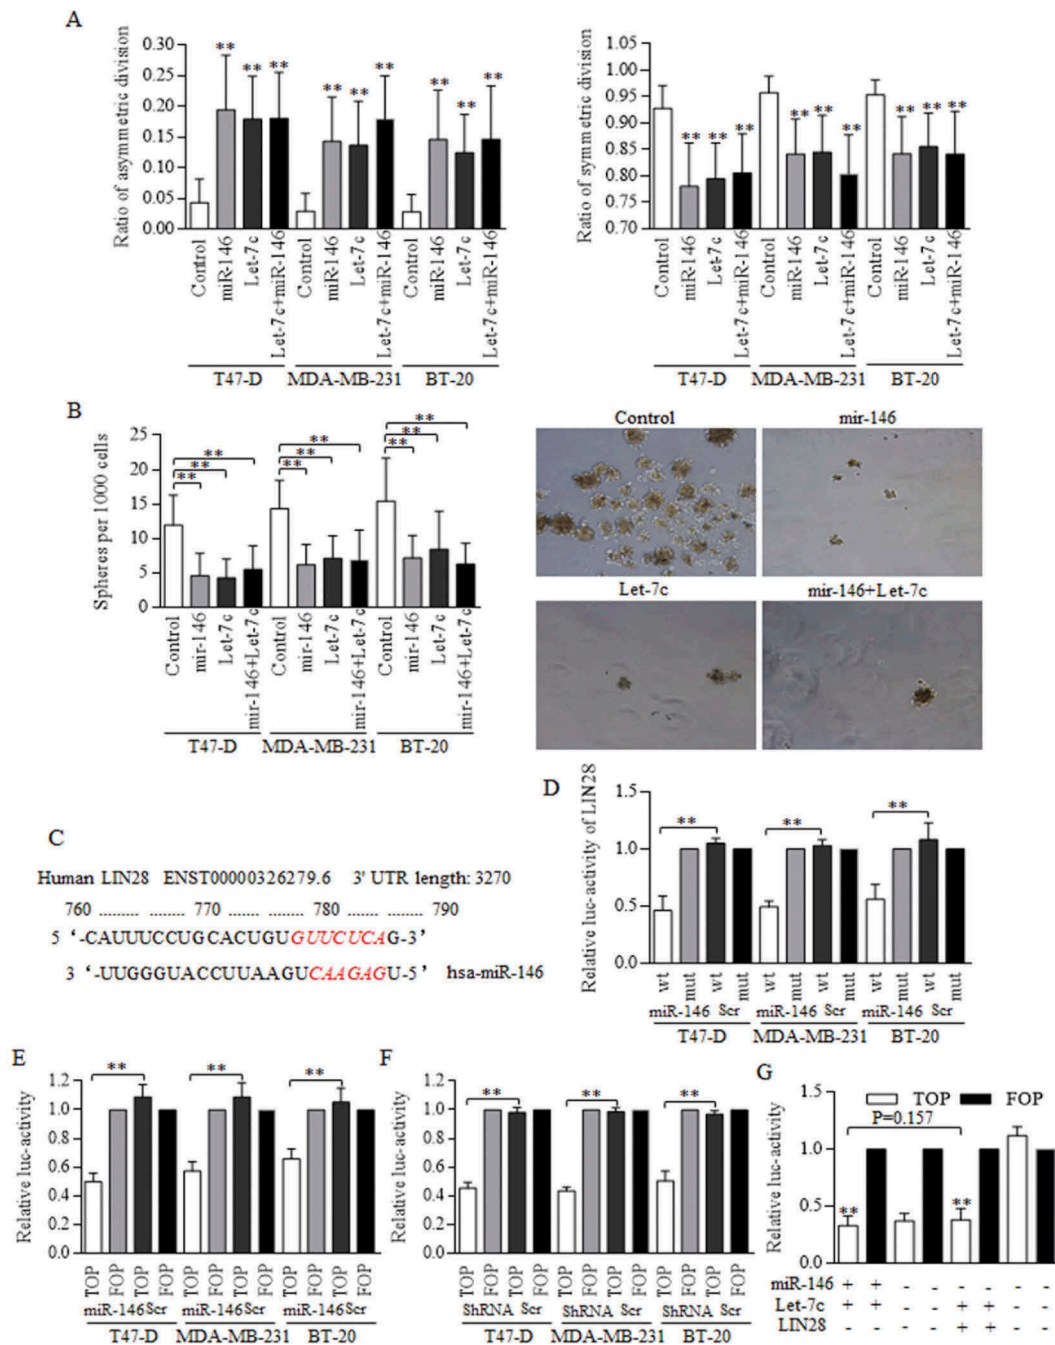 A
Ratio of asymmetric division
0.30
0.25
0.20
0.15
0.10
0.05
0.00
** ** ** ** ** ** ** ** **
Control miR-146 Let-7c Let-7c+miR-146 Control miR-146 Let-7c Let-7c+miR-146 Control miR-146 Let-7c Let-7c+miR-146
T47-D MDA-MB-231 BT-20
Ratio of symmetric division
1.05
1.00
0.95
0.90
0.85
0.80
0.75
0.70
** ** ** ** ** ** ** ** **
Control miR-146 Let-7c Let-7c+miR-146 Control miR-146 Let-7c Let-7c+miR-146 Control miR-146 Let-7c Let-7c+miR-146
T47-D MDA-MB-231 BT-20
B
Spheres per 1000 cells
25
20
15
10
5
0
** ** ** ** ** ** ** ** **
Control mir-146 Let-7c mir-146+Let-7c Control mir-146 Let-7c mir-146+Let-7c Control mir-146 Let-7c mir-146+Let-7c
T47-D MDA-MB-231 BT-20
Control mir-146
Let-7c mir-146+Let-7c
C
Human LIN28 ENST00000326279.6 3' UTR length: 3270
760 ......... ....... 770 ....... ....... 780 ....... ....... 790
5 ‘-CAUUUCCUGCACUGUGUUCUCAG-3’
3 ‘-UUGGGUACCUUAAGUCAAGAGU-5’ hsa-miR-146
D
Relative luc-activity of LIN28
1.5
1.0
0.5
0.0
** ** **
wt mut wt mut wt mut wt mut wt mut wt mut
miR-146 Scr miR-146 Scr miR-146 Scr
T47-D MDA-MB-231 BT-20
E
Relative luc-activity
1.2
1.0
0.8
0.6
0.4
0.2
0.0
** ** **
TOP FOP TOP FOP TOP FOP TOP FOP TOP FOP TOP FOP
miR-146 Scr miR-146 Scr miR-146 Scr
T47-D MDA-MB-231 BT-20
F
Relative luc-activity
1.2
1.0
0.8
0.6
0.4
0.2
0.0
** ** **
TOP FOP TOP FOP TOP FOP TOP FOP TOP FOP TOP FOP
ShRNA Scr ShRNA Scr ShRNA Scr
T47-D MDA-MB-231 BT-20
G
Relative luc-activity
1.5
1.0
0.5
0.0
TOP FOP
P=0.157
** **
miR-146 + + - - - - - -
Let-7c + + - - + + - -
LIN28 - - - - + + - -